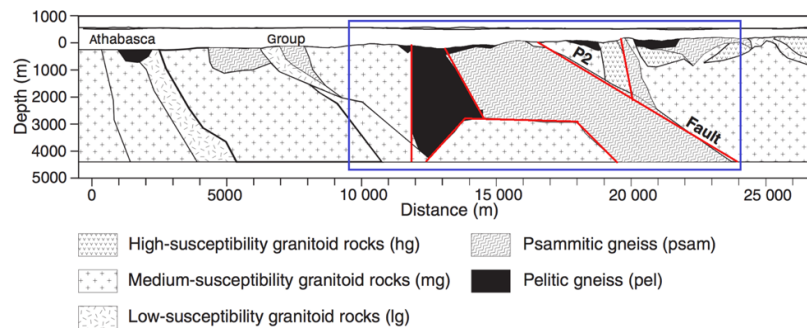 1000
0
1000
2000
3000
4000
5000
Depth (m)
Athabasca Group
P2
Fault
0 5000 10 000 15 000 20 000 25 000
Distance (m)
High-susceptibility granitoid rocks (hg)
Medium-susceptibility granitoid rocks (mg)
Low-susceptibility granitoid rocks (lg)
Psammitic gneiss (psam)
Pelitic gneiss (pel)